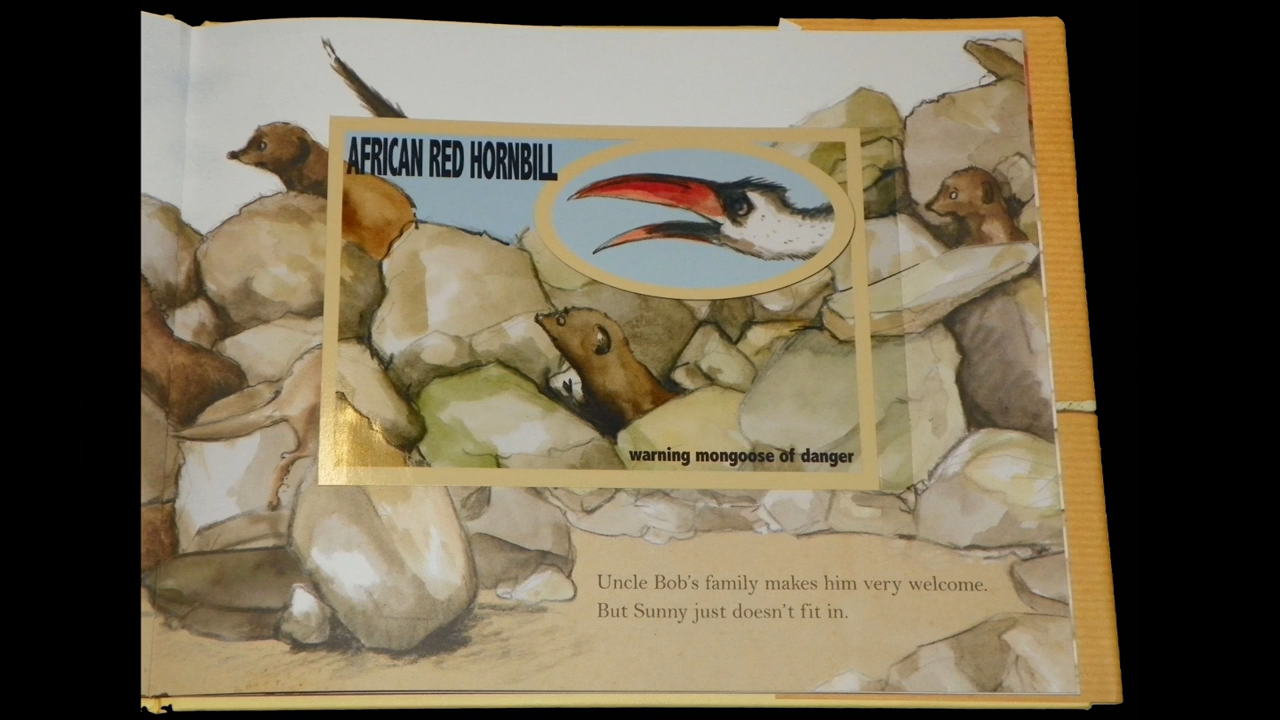 AFRICAN RED HORNBILL
warning mongoose of danger
Uncle Bob's family makes him very welcome.
But Sunny just doesn't fit in.